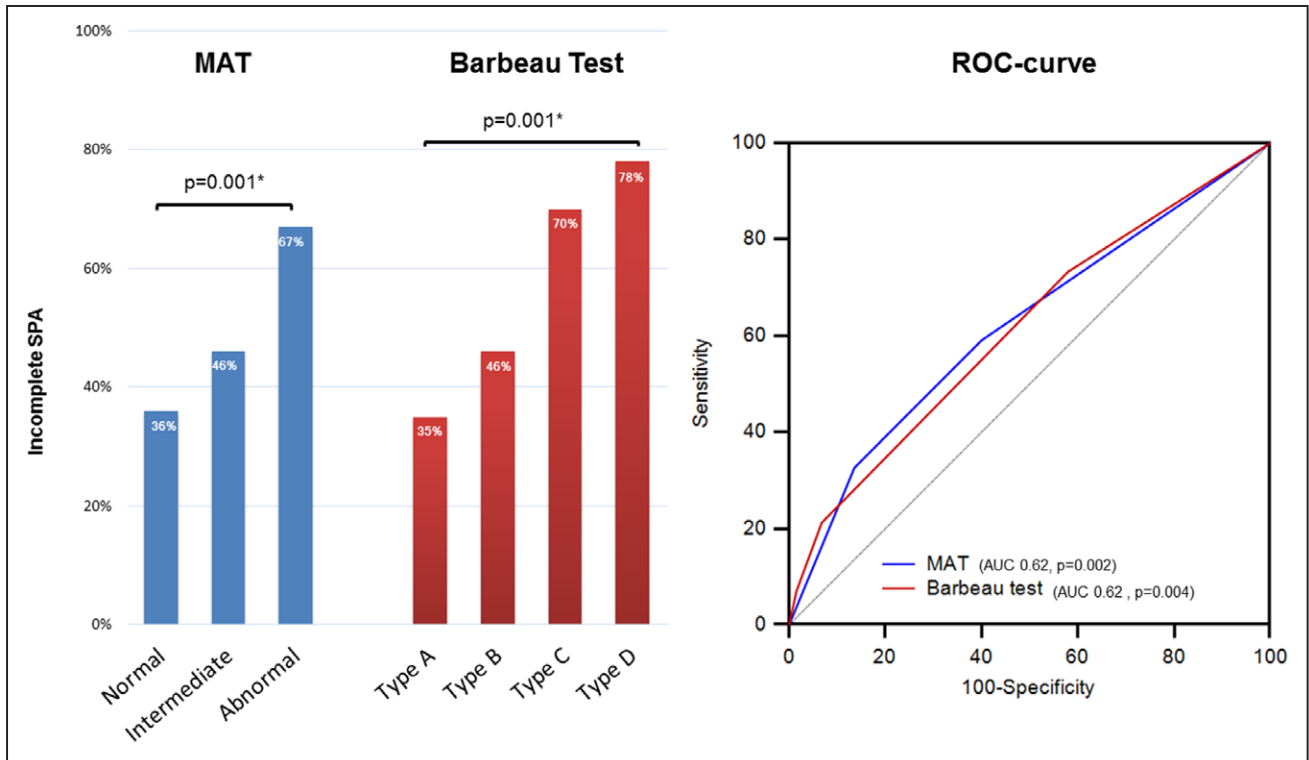 MAT
Barbeau Test
p=0.001*
p=0.001*
Incomplete SPA
100%
80%
60%
40%
20%
0%
36%
46%
67%
35%
46%
70%
78%
Normal
Intermediate
Abnormal
Type A
Type B
Type C
Type D
ROC-curve
Sensitivity
100
80
60
40
20
0
MAT (AUC 0.62, p=0.002)
Barbeau test (AUC 0.62 , p=0.004)
0 20 40 60 80 100
100-Specificity